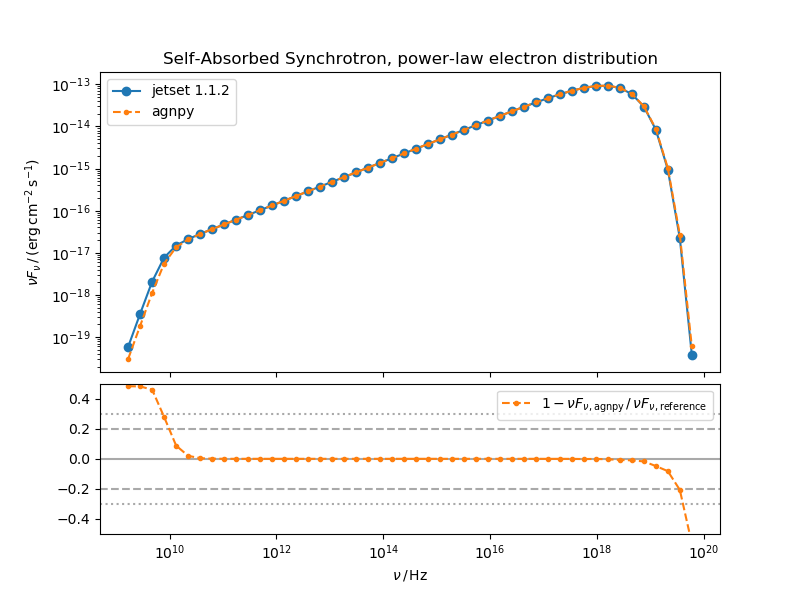 Self-Absorbed Synchrotron, power-law electron distribution
jetset 1.1.2
agnpy
10⁻¹³
10⁻¹⁴
10⁻¹⁵
10⁻¹⁶
10⁻¹⁷
10⁻¹⁸
10⁻¹⁹
νFν / (erg cm⁻² s⁻¹)
1 − νFν, agnpy / νFν, reference
0.4
0.2
0.0
−0.2
−0.4
10¹⁰ 10¹² 10¹⁴ 10¹⁶ 10¹⁸ 10²⁰
ν / Hz